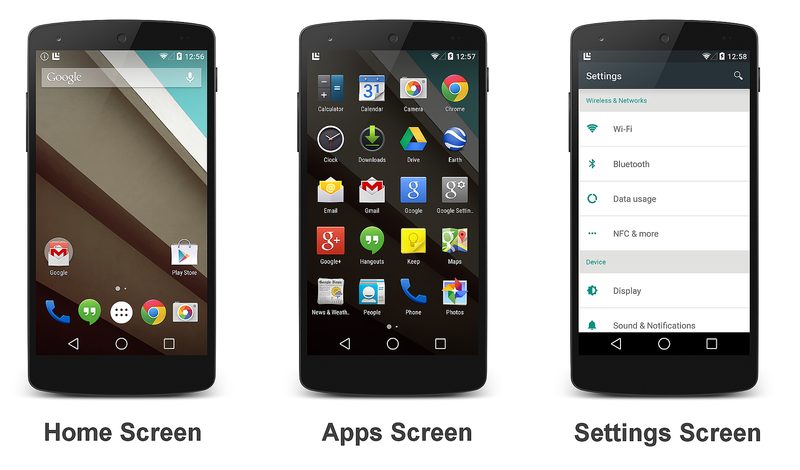 12:56
Google
Google
Play Store
Home Screen
12:57
31
Calculator
Calendar
Camera
Chrome
Clock
Downloads
Drive
Earth
Email
Gmail
Google
Google Settin..
Google+
Hangouts
Keep
Maps
News & Weath..
People
Phone
Photos
Apps Screen
12:58
Settings
Wireless & Networks
Wi-Fi
Bluetooth
Data usage
NFC & more
Device
Display
Sound & Notifications
Settings Screen